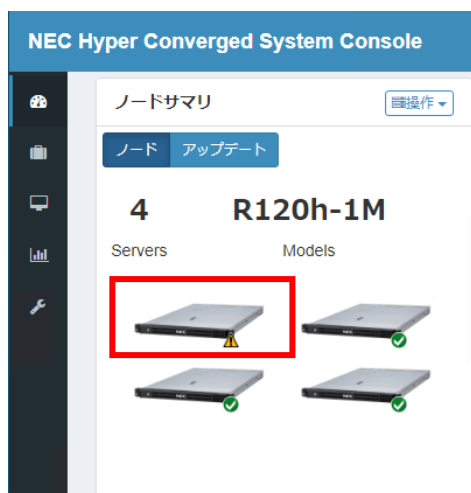 NEC Hyper Converged System Console
ノードサマリ
操作
ノード アップデート
4 R120h-1M
Servers Models